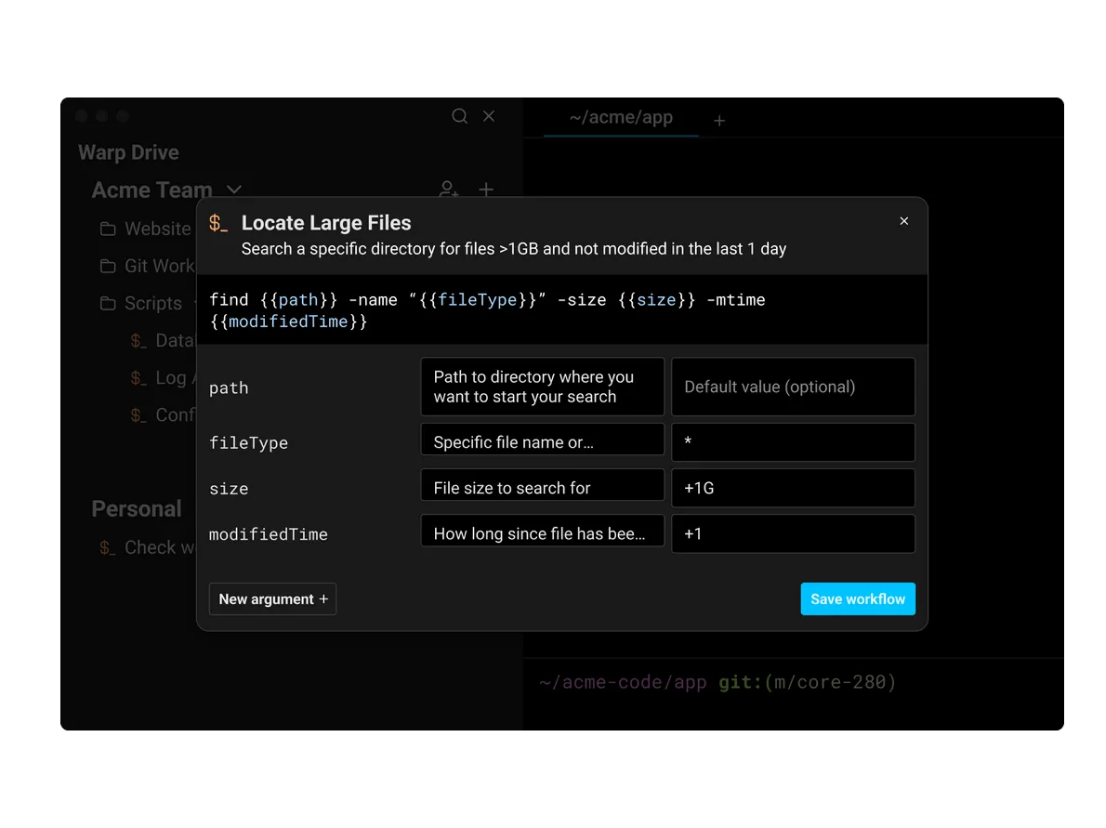 ~/acme/app
+
Warp Drive
Acme Team
Website
Git Work
Scripts
$_ Data
$_ Log
$_ Conf
Personal
$_ Check w
$_ Locate Large Files
Search a specific directory for files >1GB and not modified in the last 1 day
find {{path}} -name “{{fileType}}” -size {{size}} -mtime
{{modifiedTime}}
path
Path to directory where you
want to start your search
Default value (optional)
fileType
Specific file name or…
*
size
File size to search for
+1G
modifiedTime
How long since file has bee…
+1
New argument +
Save workflow
~/acme-code/app git:(m/core-280)